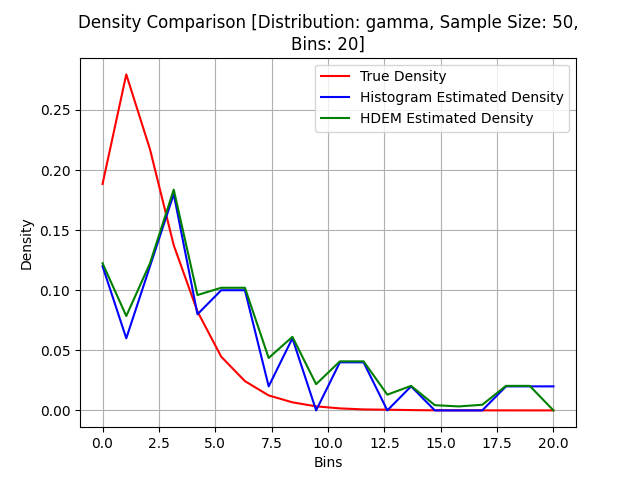 Density Comparison [Distribution: gamma, Sample Size: 50,
Bins: 20]
True Density
Histogram Estimated Density
HDEM Estimated Density
Density
0.25
0.20
0.15
0.10
0.05
0.00
0.0 2.5 5.0 7.5 10.0 12.5 15.0 17.5 20.0
Bins